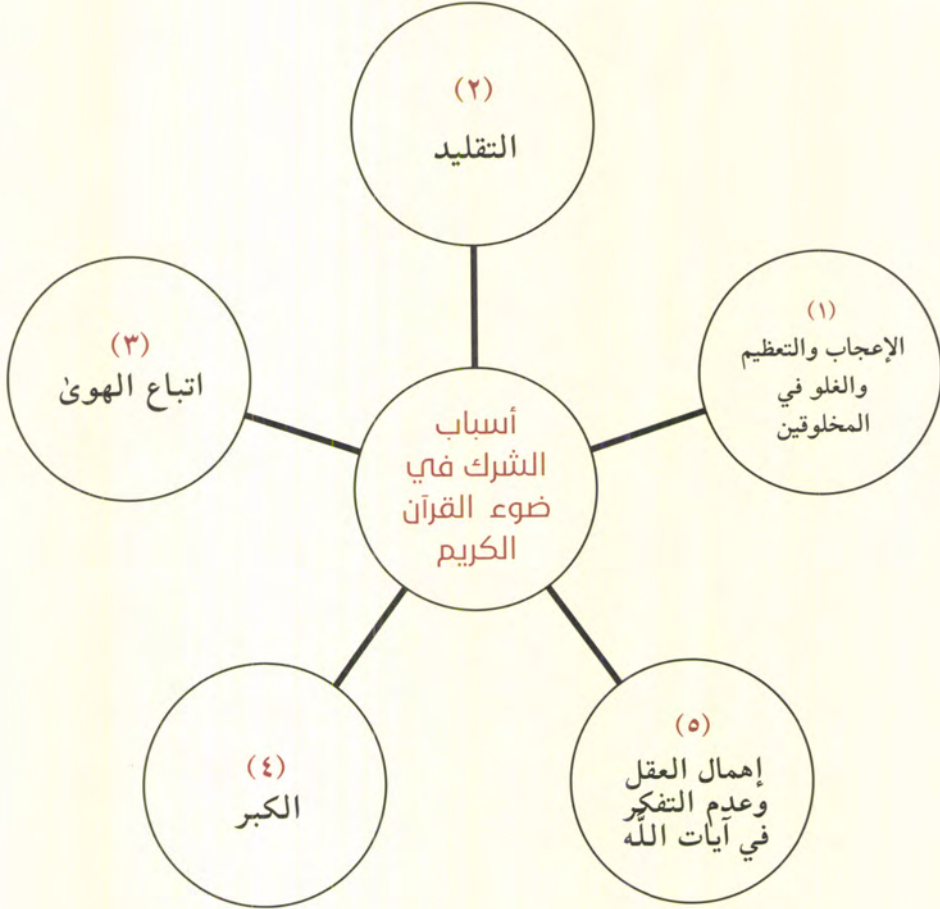 أسباب
الشرك في
ضوء القرآن
الكريم
(١)
الإعجاب والتعظيم
والغلو في
المخلوقين
(٢)
التقليد
(٣)
اتباع الهوىٰ
(٤)
الكبر
(٥)
إهمال العقل
وعدم التفكر
في آيات اللَّه